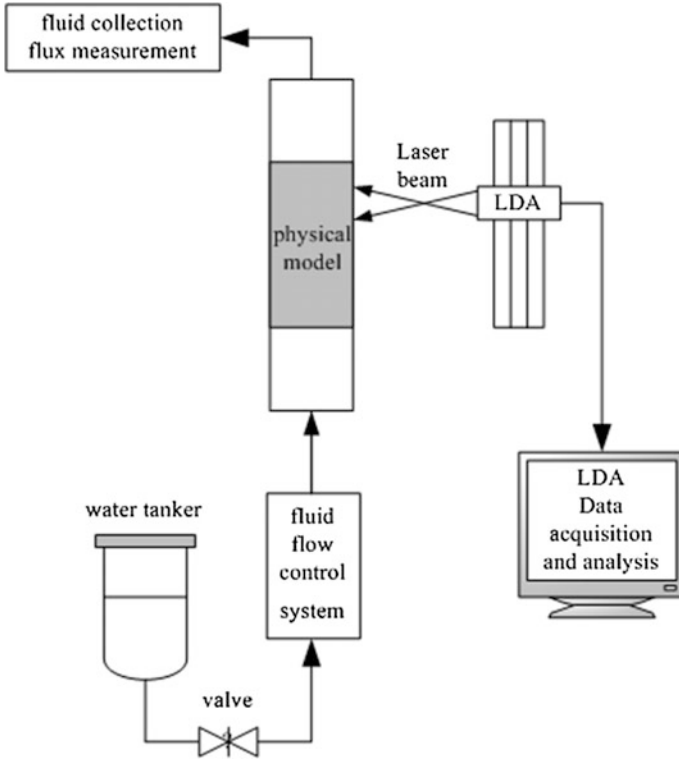 fluid collection
flux measurement
Laser
beam
LDA
physical
model
water tanker
fluid
flow
control
system
LDA
Data
acquisition
and analysis
valve